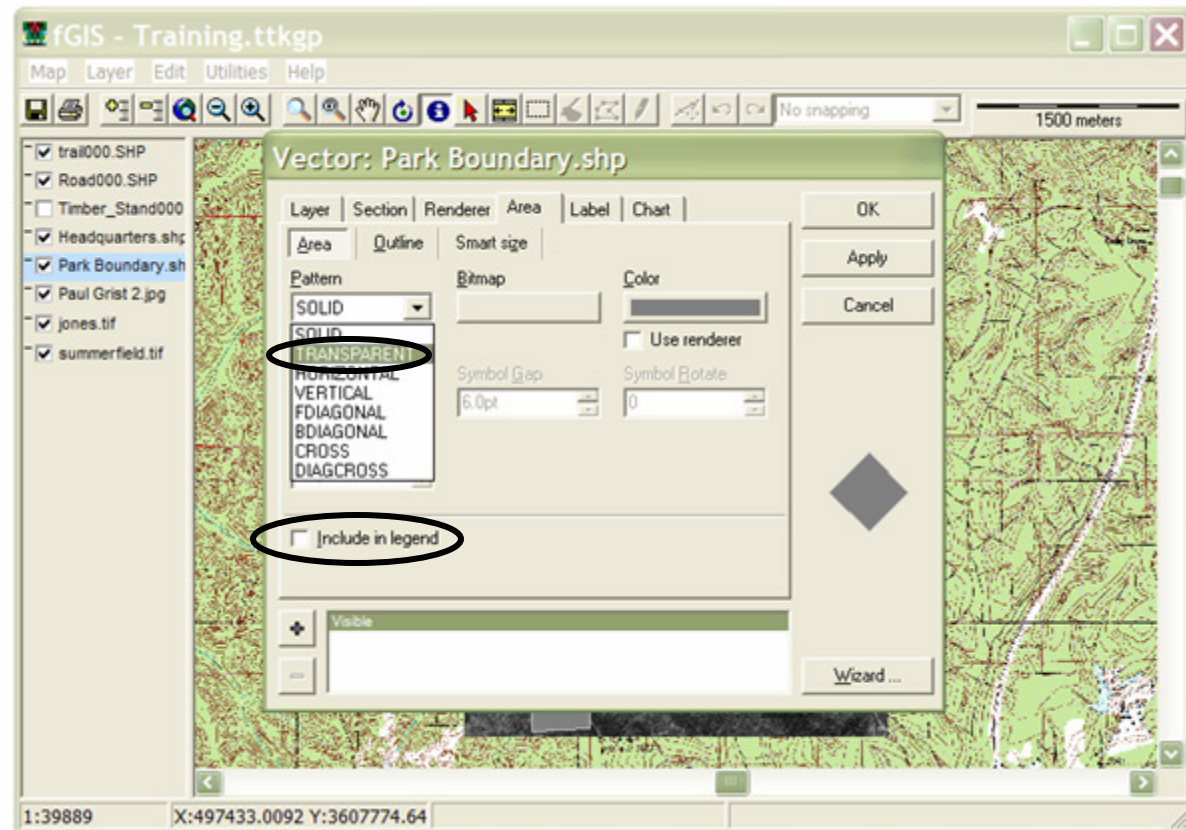 fGIS - Training.ttkgp
Map Layer Edit Utilities Help
No snapping
1500 meters
trail000.SHP
Road000.SHP
Timber_Stand000
Headquarters.shp
Park Boundary.sh
Paul Grist 2.jpg
jones.tif
summerfield.tif
Vector: Park Boundary.shp
Layer Section Renderer Area Label Chart
Area Outline Smart size
Pattern Bitmap Color
SOLID
Use renderer
SOLID
TRANSPARENT
HORIZONTAL
VERTICAL
FDIAGONAL
BDIAGONAL
CROSS
DIAGCROSS
Symbol Gap Symbol Rotate
6.0pt 0
Include in legend
Visible
OK
Apply
Cancel
Wizard ...
1:39889 X:497433.0092 Y:3607774.64